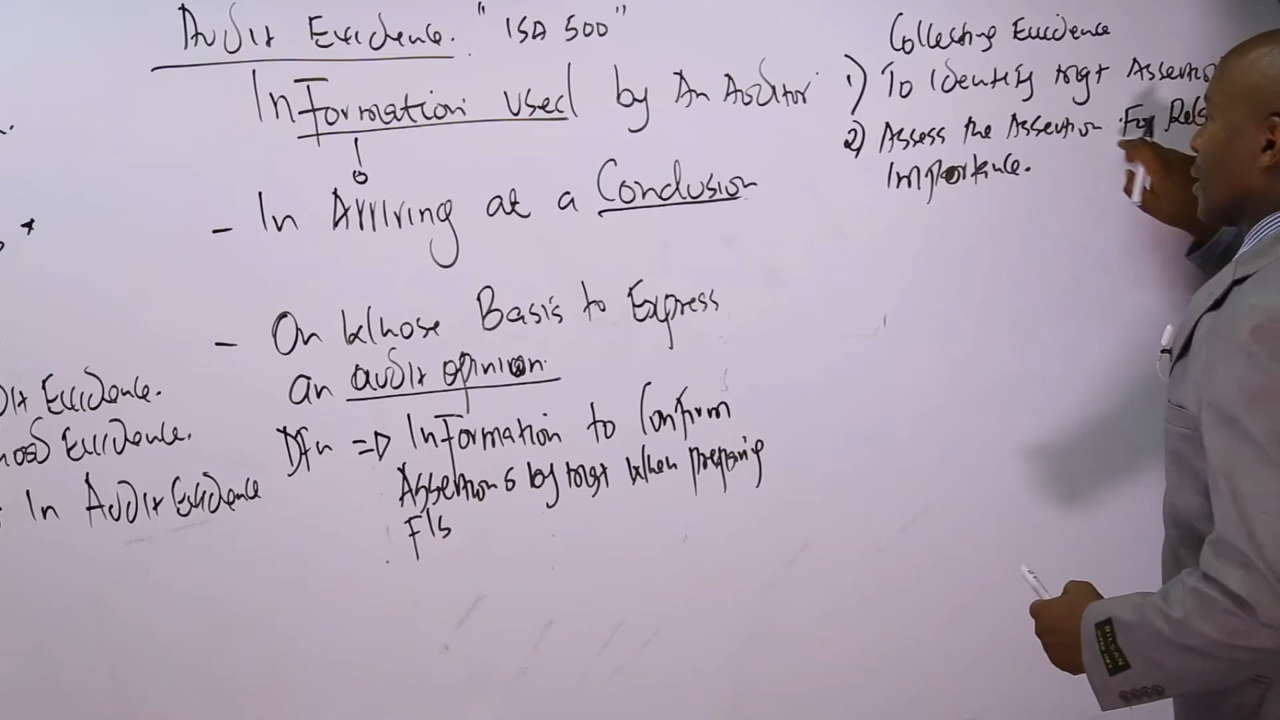 Audit Evidence. "ISA 500"
Information used by An Auditor
- In Arriving at a Conclusion
- On Whose Basis to Express
an audit opinion.
Dfn => Information to Confirm
Assertions by mgt when preparing
F/s
Evidence.
Evidence.
In Audit Evidence
Collecting Evidence
1) To Identify mgt
2) Assess the Assertion For
Importance.
BILSAN